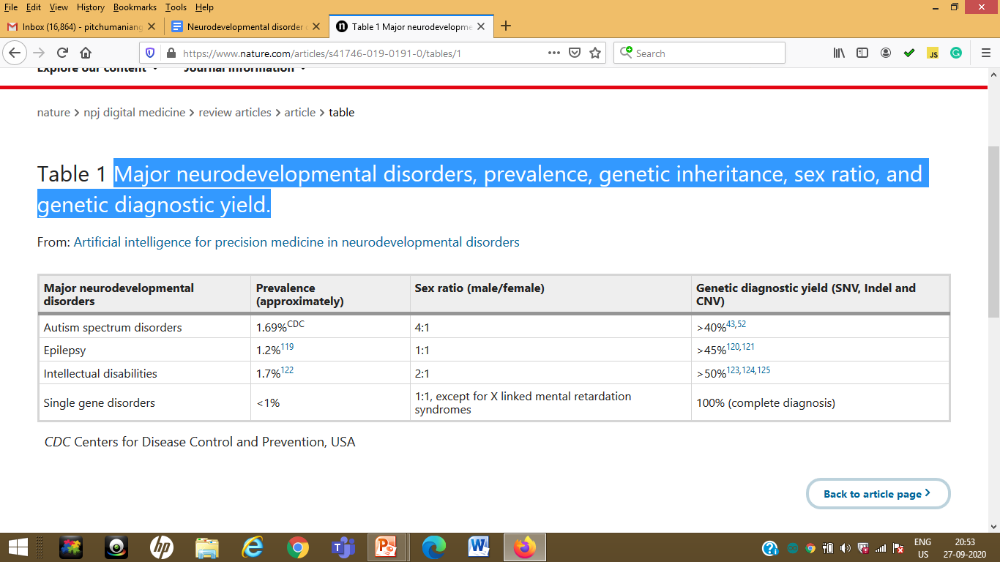 File Edit View History Bookmarks Tools Help
Inbox (16,864) - pitchumaniang
Neurodevelopmental disorder
Table 1 Major neurodevelopme
https://www.nature.com/articles/s41746-019-0191-0/tables/1
Search
JS
Explore our content Journal information
nature > npj digital medicine > review articles > article > table
Table 1 Major neurodevelopmental disorders, prevalence, genetic inheritance, sex ratio, and
genetic diagnostic yield.
From: Artificial intelligence for precision medicine in neurodevelopmental disorders
Major neurodevelopmental
disorders
Prevalence
(approximately)
Sex ratio (male/female)
Genetic diagnostic yield (SNV, Indel and
CNV)
Autism spectrum disorders 1.69%CDC 4:1 >40%43,52
Epilepsy 1.2%119 1:1 >45%120,121
Intellectual disabilities 1.7%122 2:1 >50%123,124,125
Single gene disorders <1% 1:1, except for X linked mental retardation
syndromes
100% (complete diagnosis)
CDC Centers for Disease Control and Prevention, USA
Back to article page >
ENG
US
20:53
27-09-2020